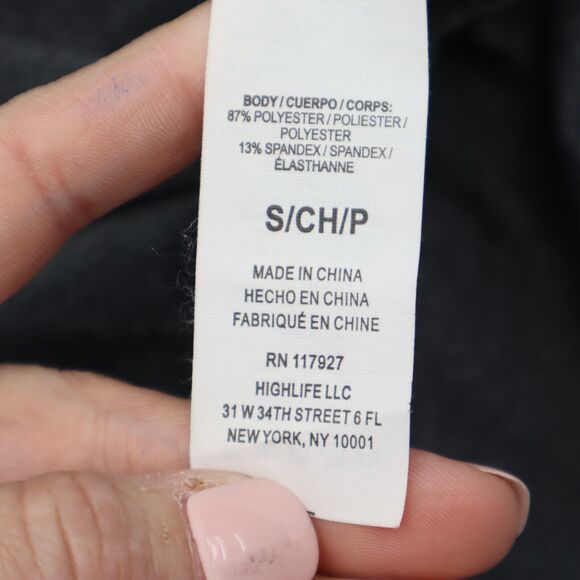 BODY / CUERPO / CORPS:
87% POLYESTER / POLIESTER /
POLYESTER
13% SPANDEX / SPANDEX /
ÉLASTHANNE
S/CH/P
MADE IN CHINA
HECHO EN CHINA
FABRIQUÉ EN CHINE
RN 117927
HIGHLIFE LLC
31 W 34TH STREET 6 FL
NEW YORK, NY 10001